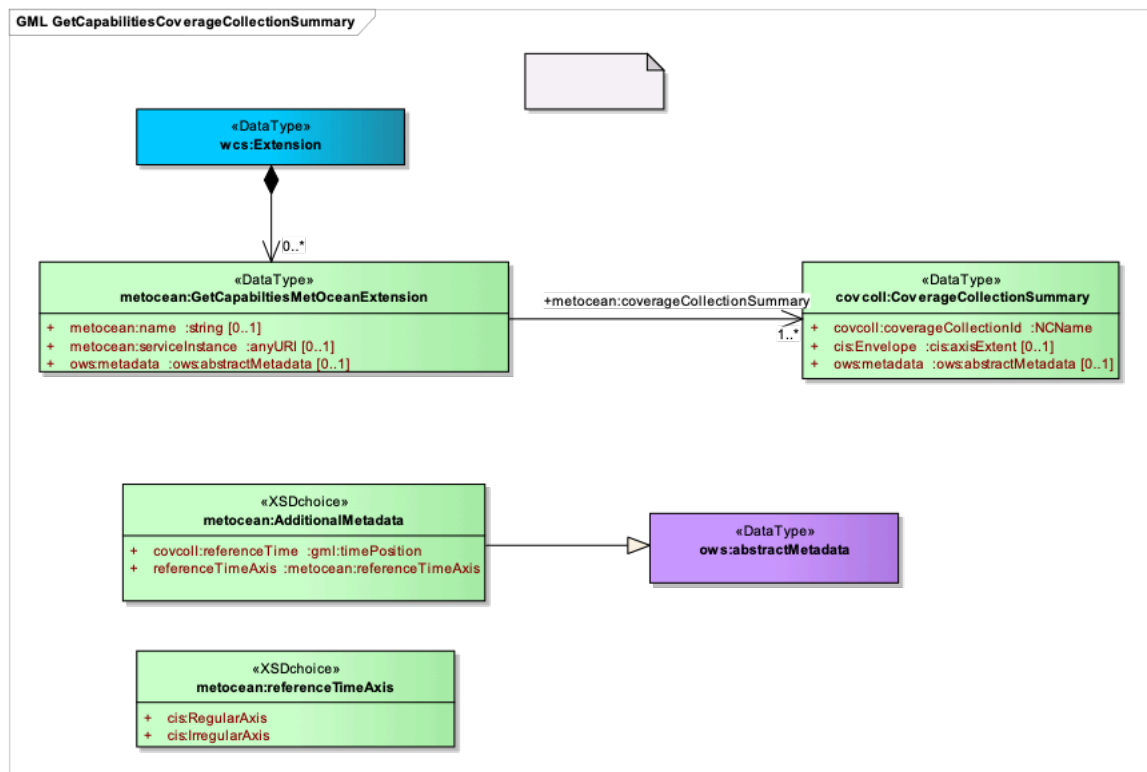 GML GetCapabilitiesCoverageCollectionSummary
«DataType»
wcs:Extension
0..*
«DataType»
metocean:GetCapabiltiesMetOceanExtension
+ metocean:name :string [0..1]
+ metocean:serviceInstance :anyURI [0..1]
+ ows:metadata :ows:abstractMetadata [0..1]
+metocean:coverageCollectionSummary
1..*
«DataType»
covcoll:CoverageCollectionSummary
+ covcoll:coverageCollectionId :NCName
+ cis:Envelope :cis:axisExtent [0..1]
+ ows:metadata :ows:abstractMetadata [0..1]
«XSDchoice»
metocean:AdditionalMetadata
+ covcoll:referenceTime :gml:timePosition
+ referenceTimeAxis :metocean:referenceTimeAxis
«DataType»
ows:abstractMetadata
«XSDchoice»
metocean:referenceTimeAxis
+ cis:RegularAxis
+ cis:IrregularAxis